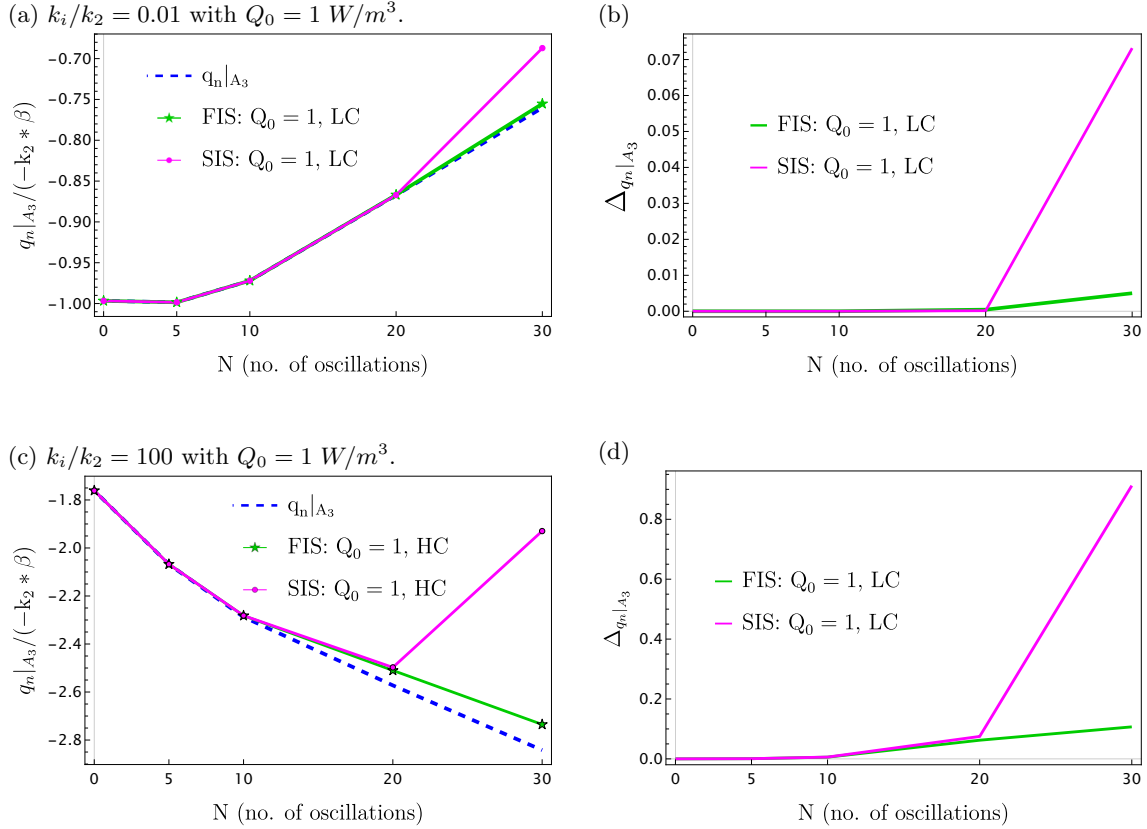 (a) k_i/k_2 = 0.01 with Q_0 = 1 W/m^3.
-0.70
-0.75
-0.80
-0.85
-0.90
-0.95
-1.00
q_n|_{A_3}/(-k_2 * β)
q_n|_{A_3}
FIS: Q_0 = 1, LC
SIS: Q_0 = 1, LC
0 5 10 20 30
N (no. of oscillations)
(b)
0.07
0.06
0.05
0.04
0.03
0.02
0.01
0.00
Δ_{q_n|_{A_3}}
FIS: Q_0 = 1, LC
SIS: Q_0 = 1, LC
0 5 10 20 30
N (no. of oscillations)
(c) k_i/k_2 = 100 with Q_0 = 1 W/m^3.
-1.8
-2.0
-2.2
-2.4
-2.6
-2.8
q_n|_{A_3}/(-k_2 * β)
q_n|_{A_3}
FIS: Q_0 = 1, HC
SIS: Q_0 = 1, HC
0 5 10 20 30
N (no. of oscillations)
(d)
0.8
0.6
0.4
0.2
0.0
Δ_{q_n|_{A_3}}
FIS: Q_0 = 1, LC
SIS: Q_0 = 1, LC
0 5 10 20 30
N (no. of oscillations)